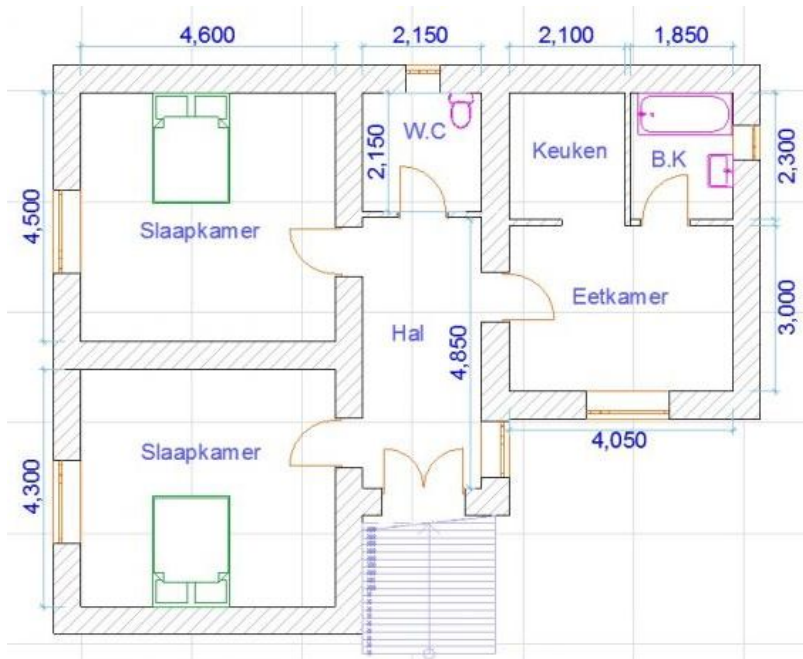 4,600
2,150
2,100
1,850
W.C
2,150
Keuken
B.K
2,300
4,500
Slaapkamer
Eetkamer
Hal
4,850
3,000
4,050
Slaapkamer
4,300